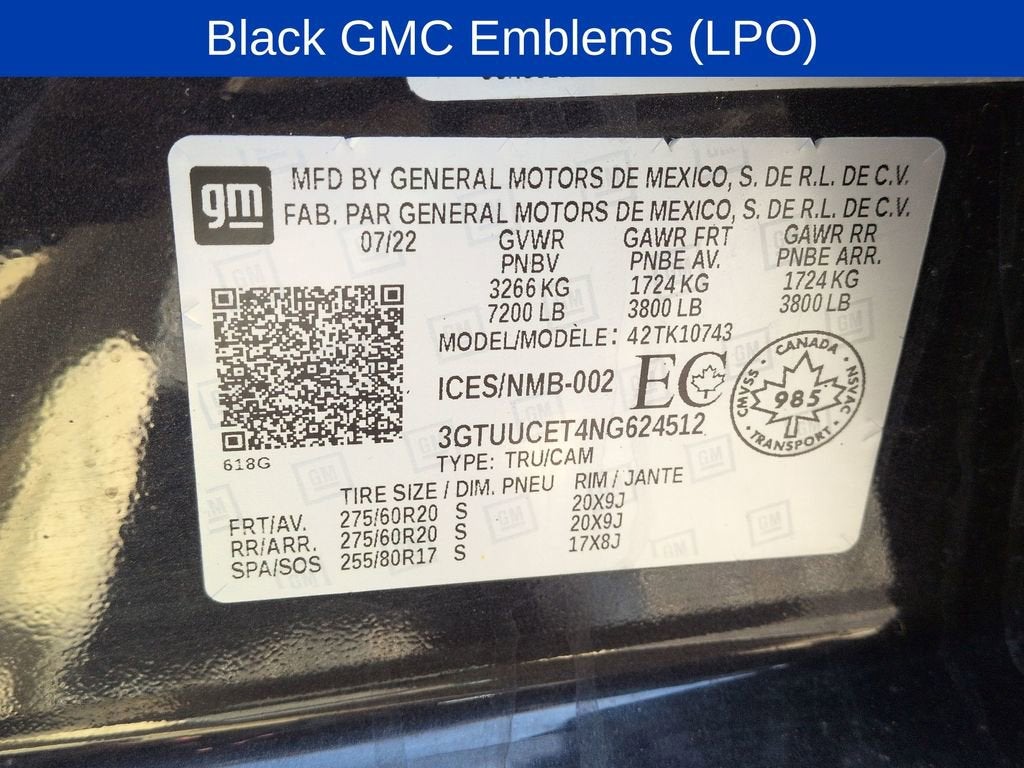 Black GMC Emblems (LPO)
gm
MFD BY GENERAL MOTORS DE MEXICO, S. DE R.L. DE C.V.
FAB. PAR GENERAL MOTORS DE MEXICO, S. DE R.L. DE C.V.
07/22 GVWR GAWR FRT GAWR RR
PNBV PNBE AV. PNBE ARR.
3266 KG 1724 KG 1724 KG
7200 LB 3800 LB 3800 LB
MODEL/MODÈLE: 42TK10743
ICES/NMB-002 EC
CANADA
CMVSS 985 NSVAC
TRANSPORT
3GTUUCET4NG624512
618G
TYPE: TRU/CAM
TIRE SIZE / DIM. PNEU RIM / JANTE
FRT/AV. 275/60R20 S 20X9J
RR/ARR. 275/60R20 S 20X9J
SPA/SOS 255/80R17 S 17X8J